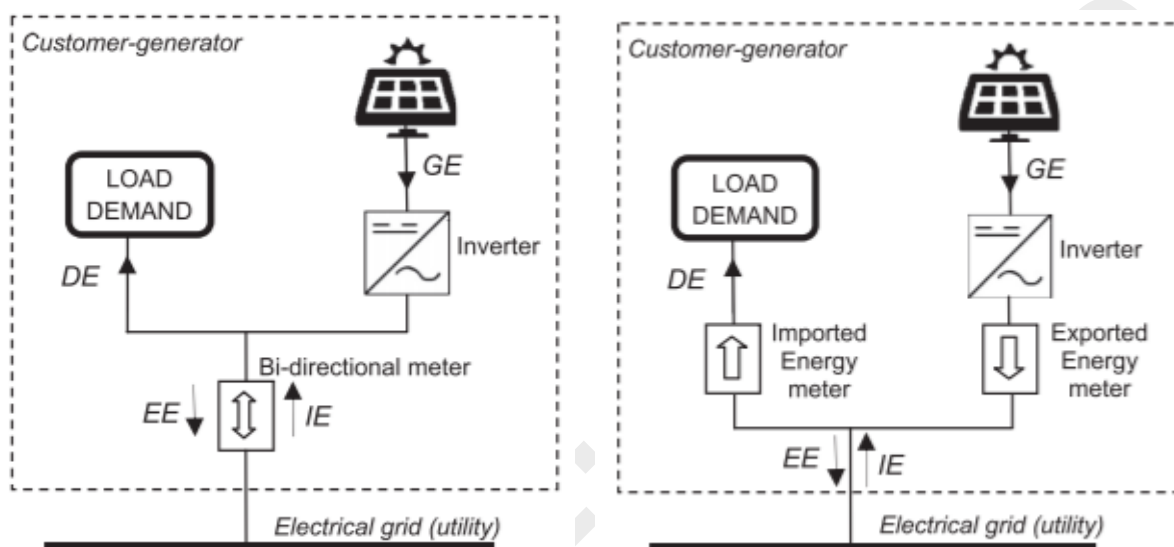 Customer-generator
GE
LOAD
DEMAND
Inverter
DE
Bi-directional meter
EE
IE
Electrical grid (utility)
Customer-generator
GE
LOAD
DEMAND
Inverter
DE
Imported
Energy
meter
Exported
Energy
meter
EE
IE
Electrical grid (utility)